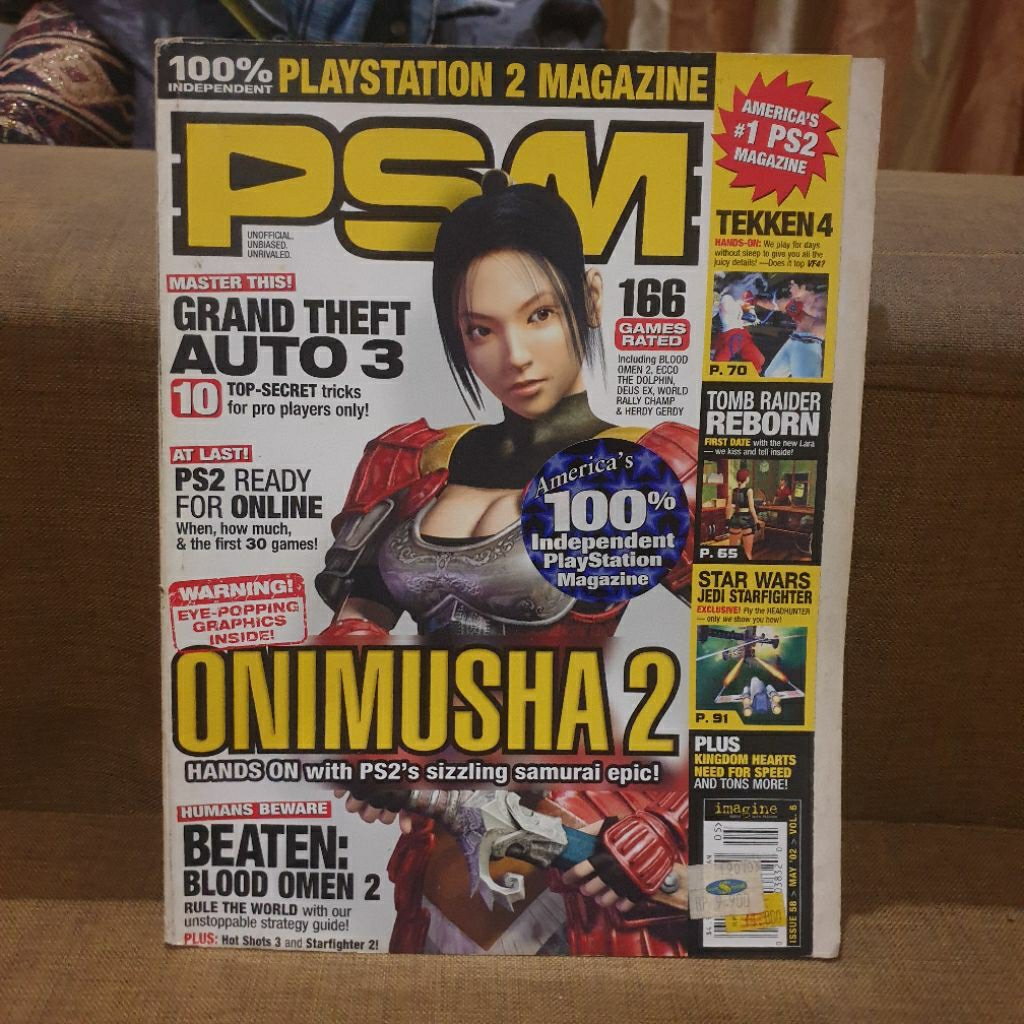 100%
INDEPENDENT
PLAYSTATION 2 MAGAZINE
PSM
UNOFFICIAL.
UNBIASED.
UNRIVALED.
AMERICA'S
#1 PS2
MAGAZINE
MASTER THIS!
GRAND THEFT
AUTO 3
10 TOP-SECRET tricks
for pro players only!
AT LAST!
PS2 READY
FOR ONLINE
When, how much,
& the first 30 games!
WARNING!
EYE-POPPING
GRAPHICS
INSIDE!
166
GAMES
RATED
Including BLOOD
OMEN 2, ECCO
THE DOLPHIN,
DEUS EX, WORLD
RALLY CHAMP
& HERDY GERDY
America's
100%
Independent
PlayStation
Magazine
ONIMUSHA 2
HANDS ON with PS2's sizzling samurai epic!
HUMANS BEWARE
BEATEN:
BLOOD OMEN 2
RULE THE WORLD with our
unstoppable strategy guide!
PLUS: Hot Shots 3 and Starfighter 2!
TEKKEN 4
HANDS-ON: We play for days
without sleep to give you all the
juicy details! —Does it top VF4?
P. 70
TOMB RAIDER
REBORN
FIRST DATE with the new Lara
— we kiss and tell inside!
P. 65
STAR WARS
JEDI STARFIGHTER
EXCLUSIVE! Fly the HEADHUNTER
— only we show you how!
P. 91
PLUS
KINGDOM HEARTS
NEED FOR SPEED
AND TONS MORE!
imagine
05>
ISSUE 58 > MAY '02 > VOL. 6